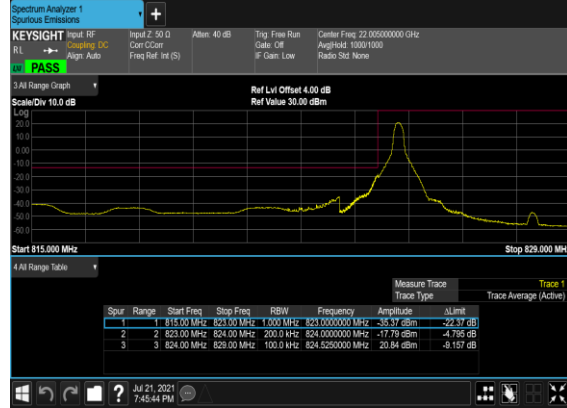 Spectrum Analyzer 1
Spurious Emissions
+
KEYSIGHT Input: RF Input Z: 50 Ω Atten: 40 dB Trig: Free Run Center Freq: 22.005000000 GHz
RL Coupling: DC Corr CCorr Gate: Off Avg|Hold: 1000/1000
Align: Auto Freq Ref: Int (S) IF Gain: Low Radio Std: None
PASS
3 All Range Graph
Ref Lvl Offset 4.00 dB
Scale/Div 10.0 dB Ref Value 30.00 dBm
Log
20.0
10.0
0.00
-10.0
-20.0
-30.0
-40.0
-50.0
-60.0
Start 815.000 MHz Stop 829.000 MH
4 All Range Table
Measure Trace Trace 1
Trace Type Trace Average (Active)
Spur Range Start Freq Stop Freq RBW Frequency Amplitude ΔLimit
1 1 815.00 MHz 823.00 MHz 1.000 MHz 823.0000000 MHz -35.37 dBm -22.37 dB
2 2 823.00 MHz 824.00 MHz 200.0 kHz 824.0000000 MHz -17.79 dBm -4.795 dB
3 3 824.00 MHz 829.00 MHz 100.0 kHz 824.5250000 MHz 20.84 dBm -9.157 dB
? Jul 21, 2021
7:45:44 PM